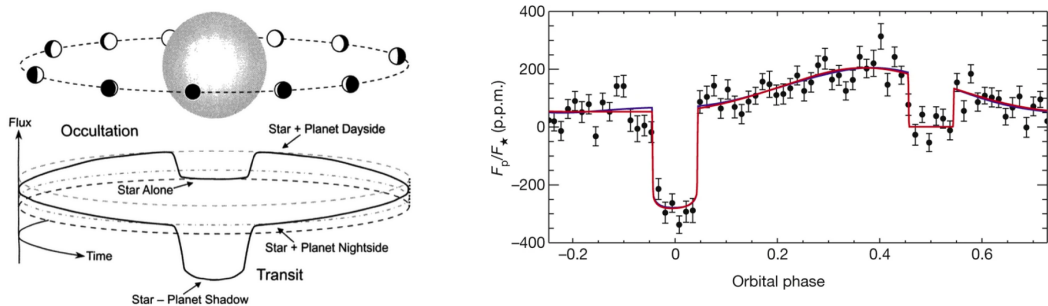 Flux
Occultation
Star + Planet Dayside
Star Alone
Time
Star + Planet Nightside
Transit
Star – Planet Shadow
400
200
0
−200
−400
Fp/F★ (p.p.m.)
−0.2 0 0.2 0.4 0.6
Orbital phase